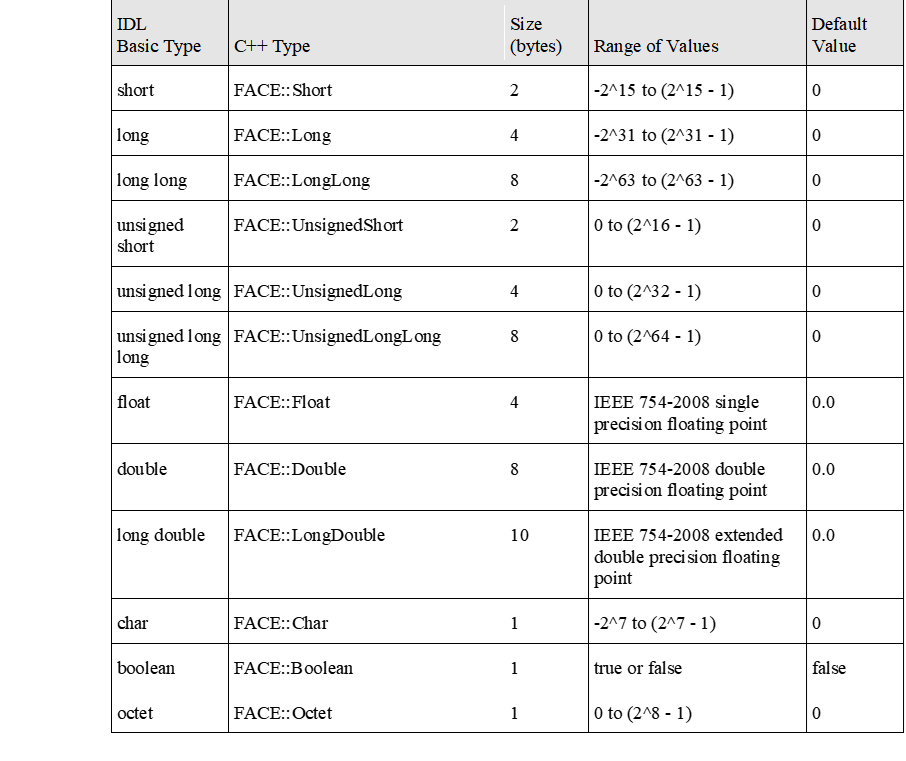 IDL
Basic Type C++ Type Size
(bytes) Range of Values Default
Value
short FACE::Short 2 -2^15 to (2^15 - 1) 0
long FACE::Long 4 -2^31 to (2^31 - 1) 0
long long FACE::LongLong 8 -2^63 to (2^63 - 1) 0
unsigned
short FACE::UnsignedShort 2 0 to (2^16 - 1) 0
unsigned long FACE::UnsignedLong 4 0 to (2^32 - 1) 0
unsigned long
long FACE::UnsignedLongLong 8 0 to (2^64 - 1) 0
float FACE::Float 4 IEEE 754-2008 single
precision floating point 0.0
double FACE::Double 8 IEEE 754-2008 double
precision floating point 0.0
long double FACE::LongDouble 10 IEEE 754-2008 extended
double precision floating
point 0.0
char FACE::Char 1 -2^7 to (2^7 - 1) 0
boolean FACE::Boolean 1 true or false false
octet FACE::Octet 1 0 to (2^8 - 1) 0